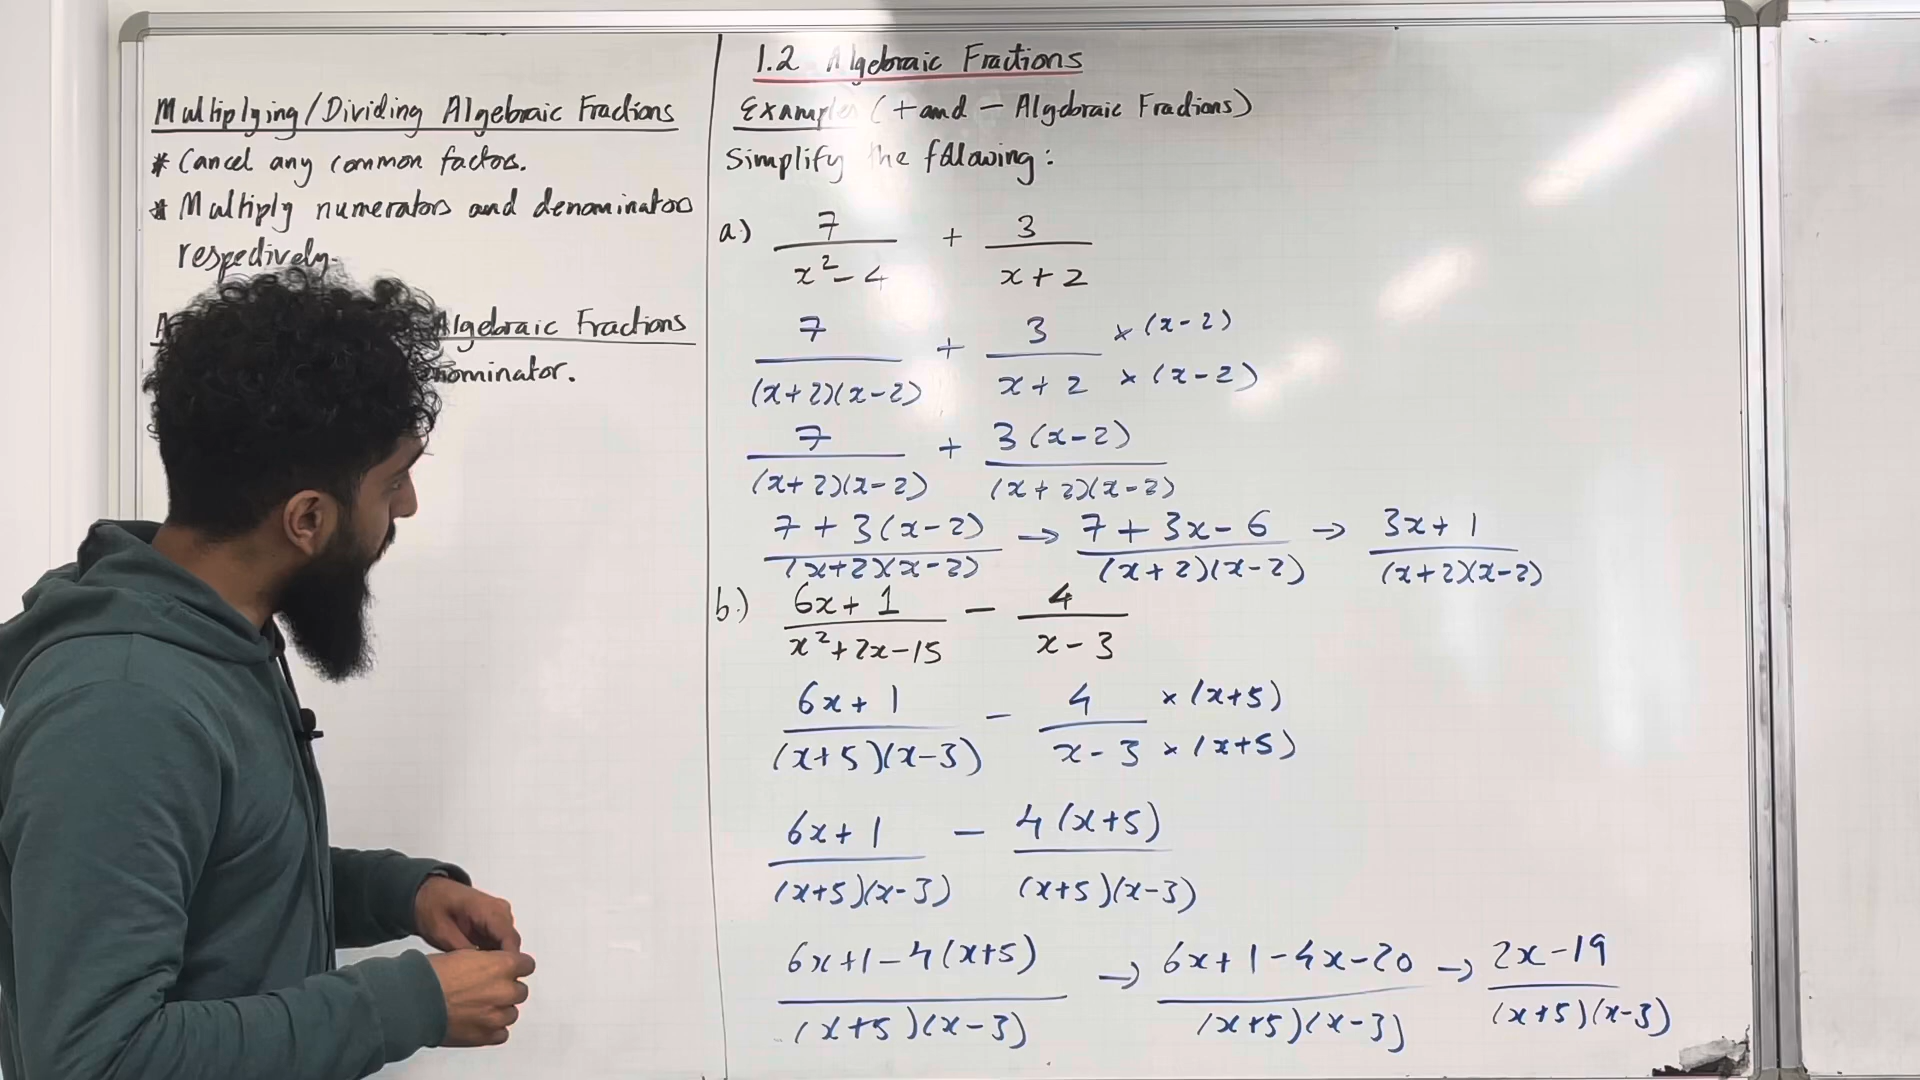 Multiplying/Dividing Algebraic Fractions
* Cancel any common factors.
* Multiply numerators and denominators
respectively.
Algebraic Fractions
1.2 Algebraic Fractions
Examples (+ and − Algebraic Fractions)
Simplify the following:
a.) 7/(x²−4) + 3/(x+2)
7/((x+2)(x−2)) + 3/(x+2) ×(x−2)/×(x−2)
7/((x+2)(x−2)) + 3(x−2)/((x+2)(x−2))
(7+3(x−2))/((x+2)(x−2)) → (7+3x−6)/((x+2)(x−2)) → (3x+1)/((x+2)(x−2))
b.) (6x+1)/(x²+2x−15) − 4/(x−3)
(6x+1)/((x+5)(x−3)) − 4/(x−3) ×(x+5)/×(x+5)
(6x+1)/((x+5)(x−3)) − 4(x+5)/((x+5)(x−3))
(6x+1−4(x+5))/((x+5)(x−3)) → (6x+1−4x−20)/((x+5)(x−3)) → (2x−19)/((x+5)(x−3))